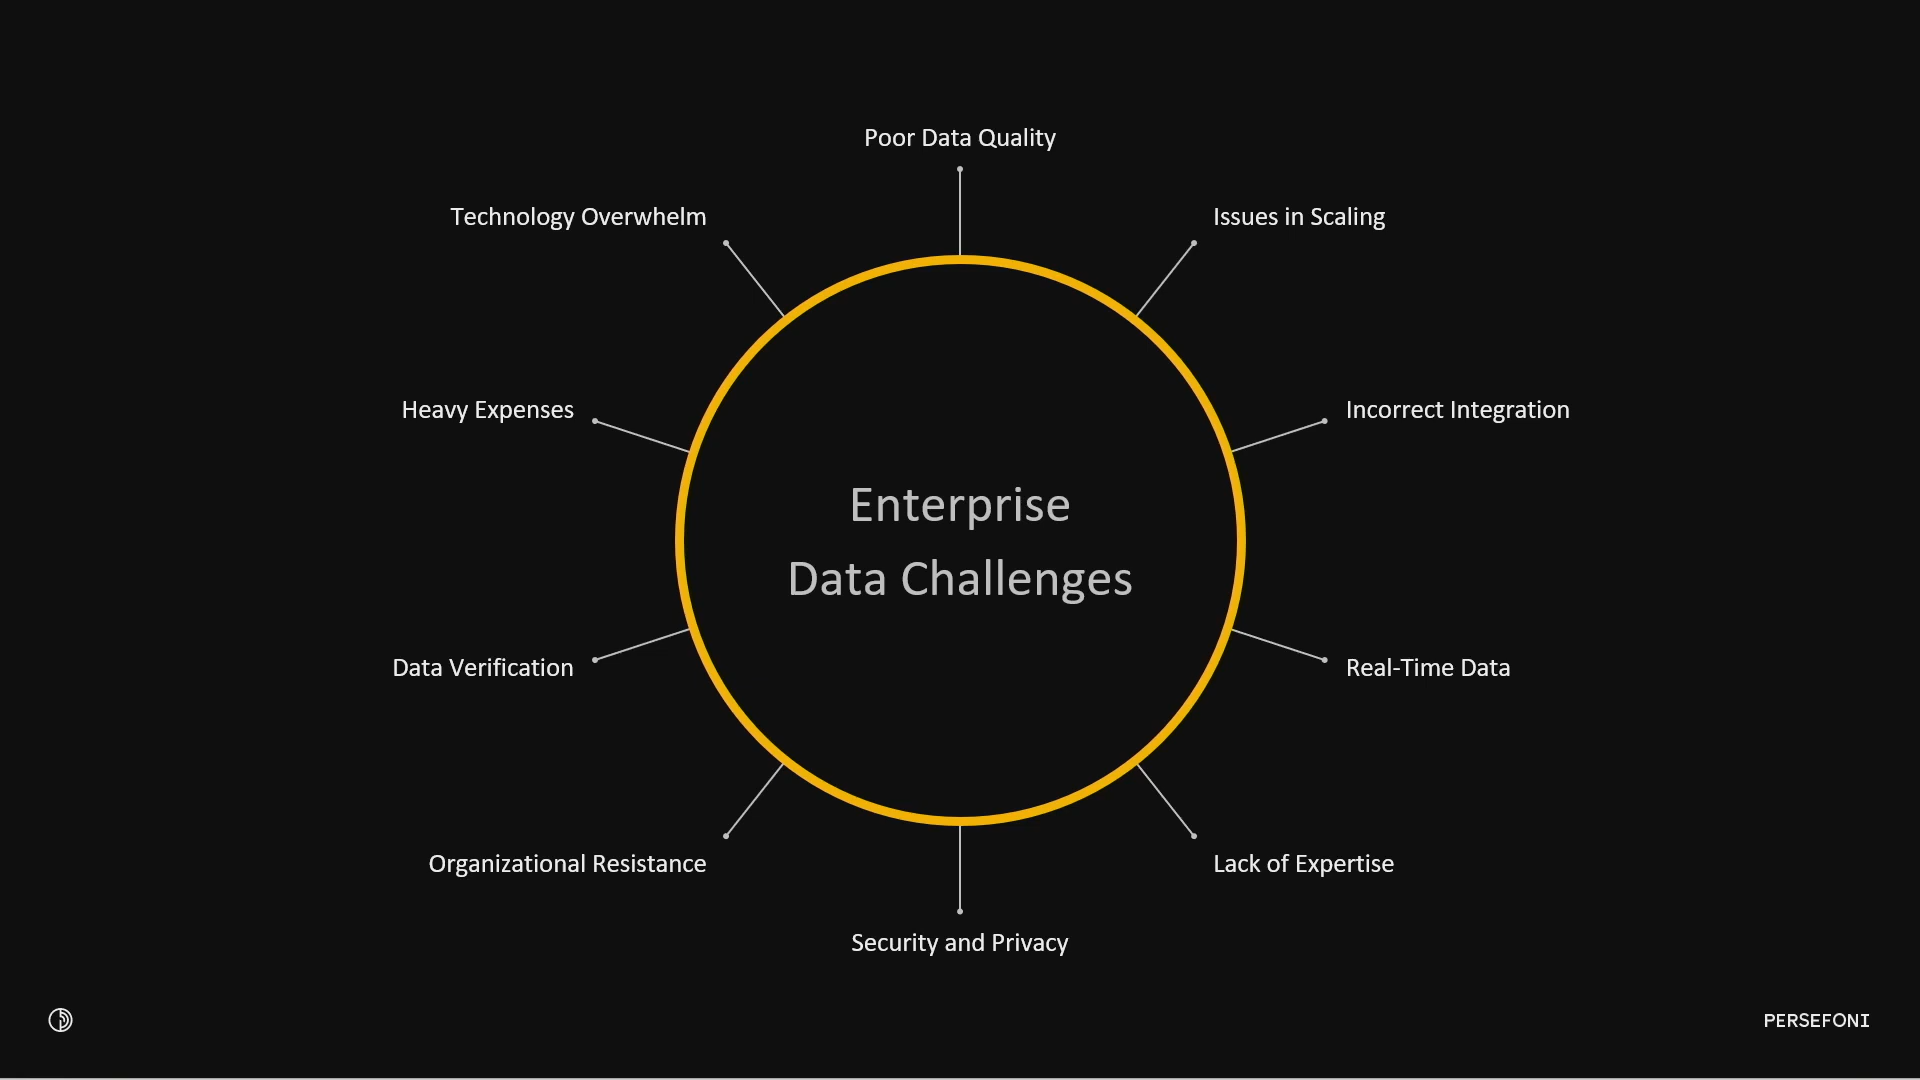 Poor Data Quality
Technology Overwhelm
Issues in Scaling
Heavy Expenses
Incorrect Integration
Enterprise
Data Challenges
Data Verification
Real-Time Data
Organizational Resistance
Lack of Expertise
Security and Privacy
PERSEFONI